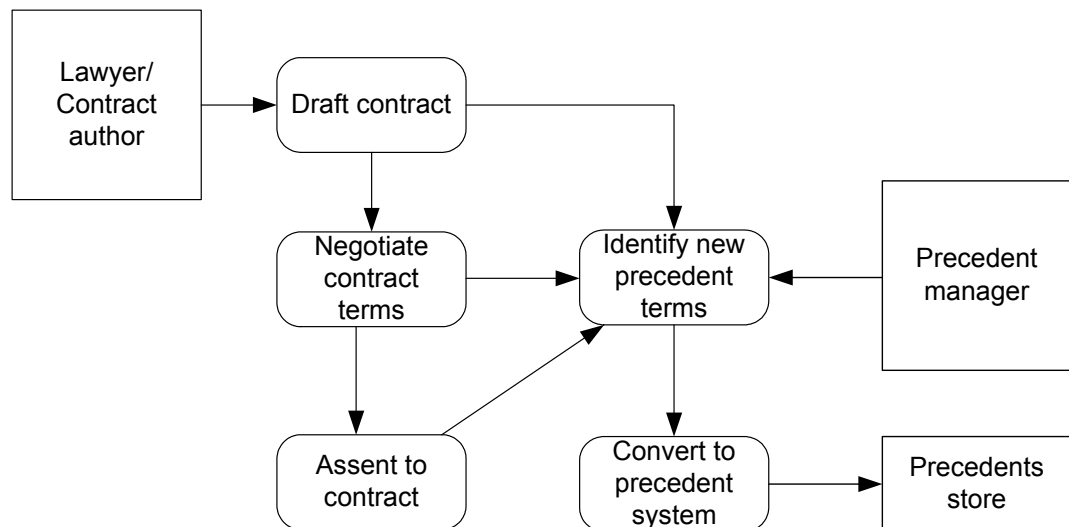 Lawyer/
Contract
author
Draft contract
Negotiate
contract
terms
Identify new
precedent
terms
Precedent
manager
Assent to
contract
Convert to
precedent
system
Precedents
store